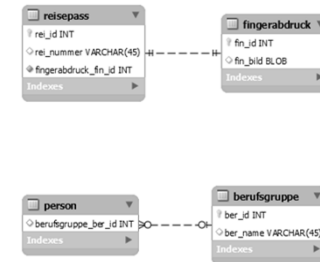 reisepass
rei_id INT
rei_nummer VARCHAR(45)
fingerabdruck_fin_id INT
Indexes
fingerabdruck
fin_id INT
fin_bild BLOB
Indexes
person
berufsgruppe_ber_id INT
Indexes
berufsgruppe
ber_id INT
ber_name VARCHAR(45)
Indexes